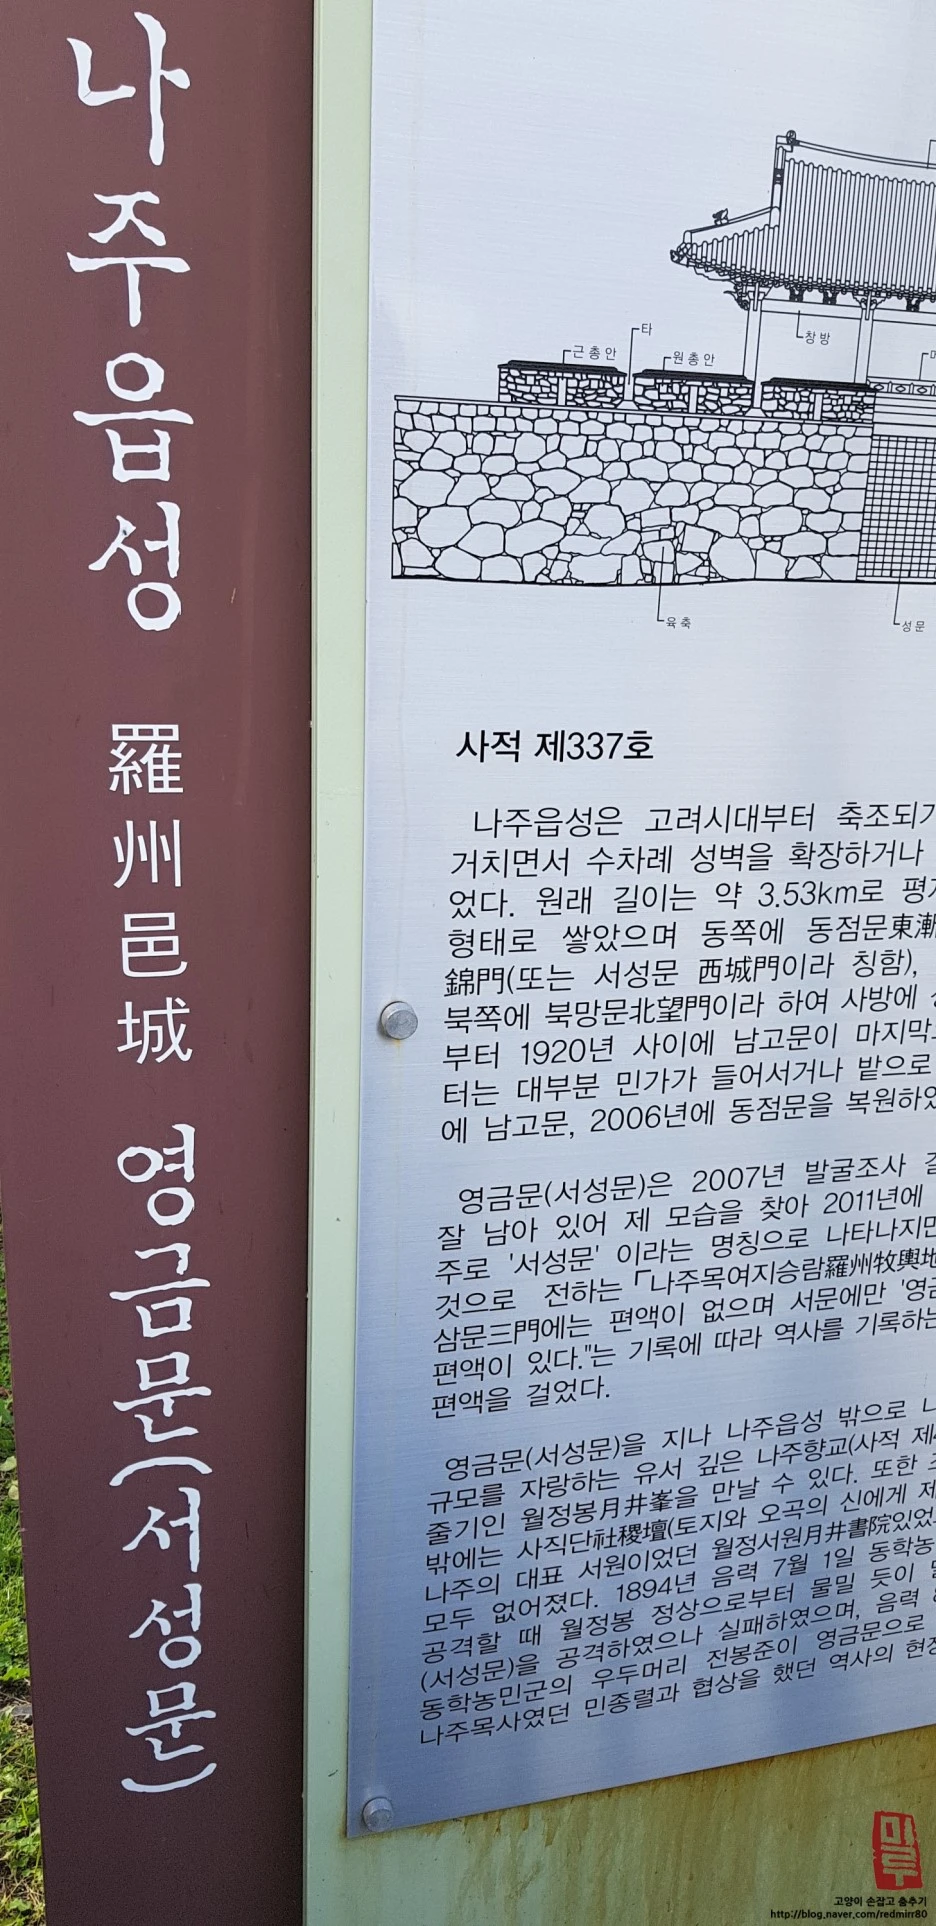 나주읍성 羅州邑城 영금문(서성문)
타
근총안
원총안
창방
육축
성문
사적 제337호
나주읍성은 고려시대부터 축조되기
거치면서 수차례 성벽을 확장하거나
었다. 원래 길이는 약 3.53km로
형태로 쌓았으며 동쪽에 동점문東漸
錦門(또는 서성문 西城門이라 칭함),
북쪽에 북망문北望門이라 하여 사방에
부터 1920년 사이에 남고문이 마지막
터는 대부분 민가가 들어서거나 밭으로
에 남고문, 2006년에 동점문을 복원하였
영금문(서성문)은 2007년 발굴조사
잘 남아 있어 제 모습을 찾아 2011년에
주로 '서성문' 이라는 명칭으로 나타나지만
것으로 전하는 「나주목여지승람羅州牧輿地
삼문三門에는 편액이 없으며 서문에만 '영금
편액이 있다."는 기록에 따라 역사를 기록하는
편액을 걸었다.
영금문(서성문)을 지나 나주읍성 밖으로
규모를 자랑하는 유서 깊은 나주향교(사적
줄기인 월정봉月井峯을 만날 수 있다. 또한
밖에는 사직단社稷壇(토지와 오곡의 신에게 제
나주의 대표 서원이었던 월정서원月井書院있었
모두 없어졌다. 1894년 음력 7월 1일 동학농
공격할 때 월정봉 정상으로부터 물밀 듯이
(서성문)을 공격하였으나 실패하였으며, 음력
동학농민군의 우두머리 전봉준이 영금문으로
나주목사였던 민종렬과 협상을 했던 역사의 현장
미루
고양이 손잡고 춤추기
http://blog.naver.com/redmirr80